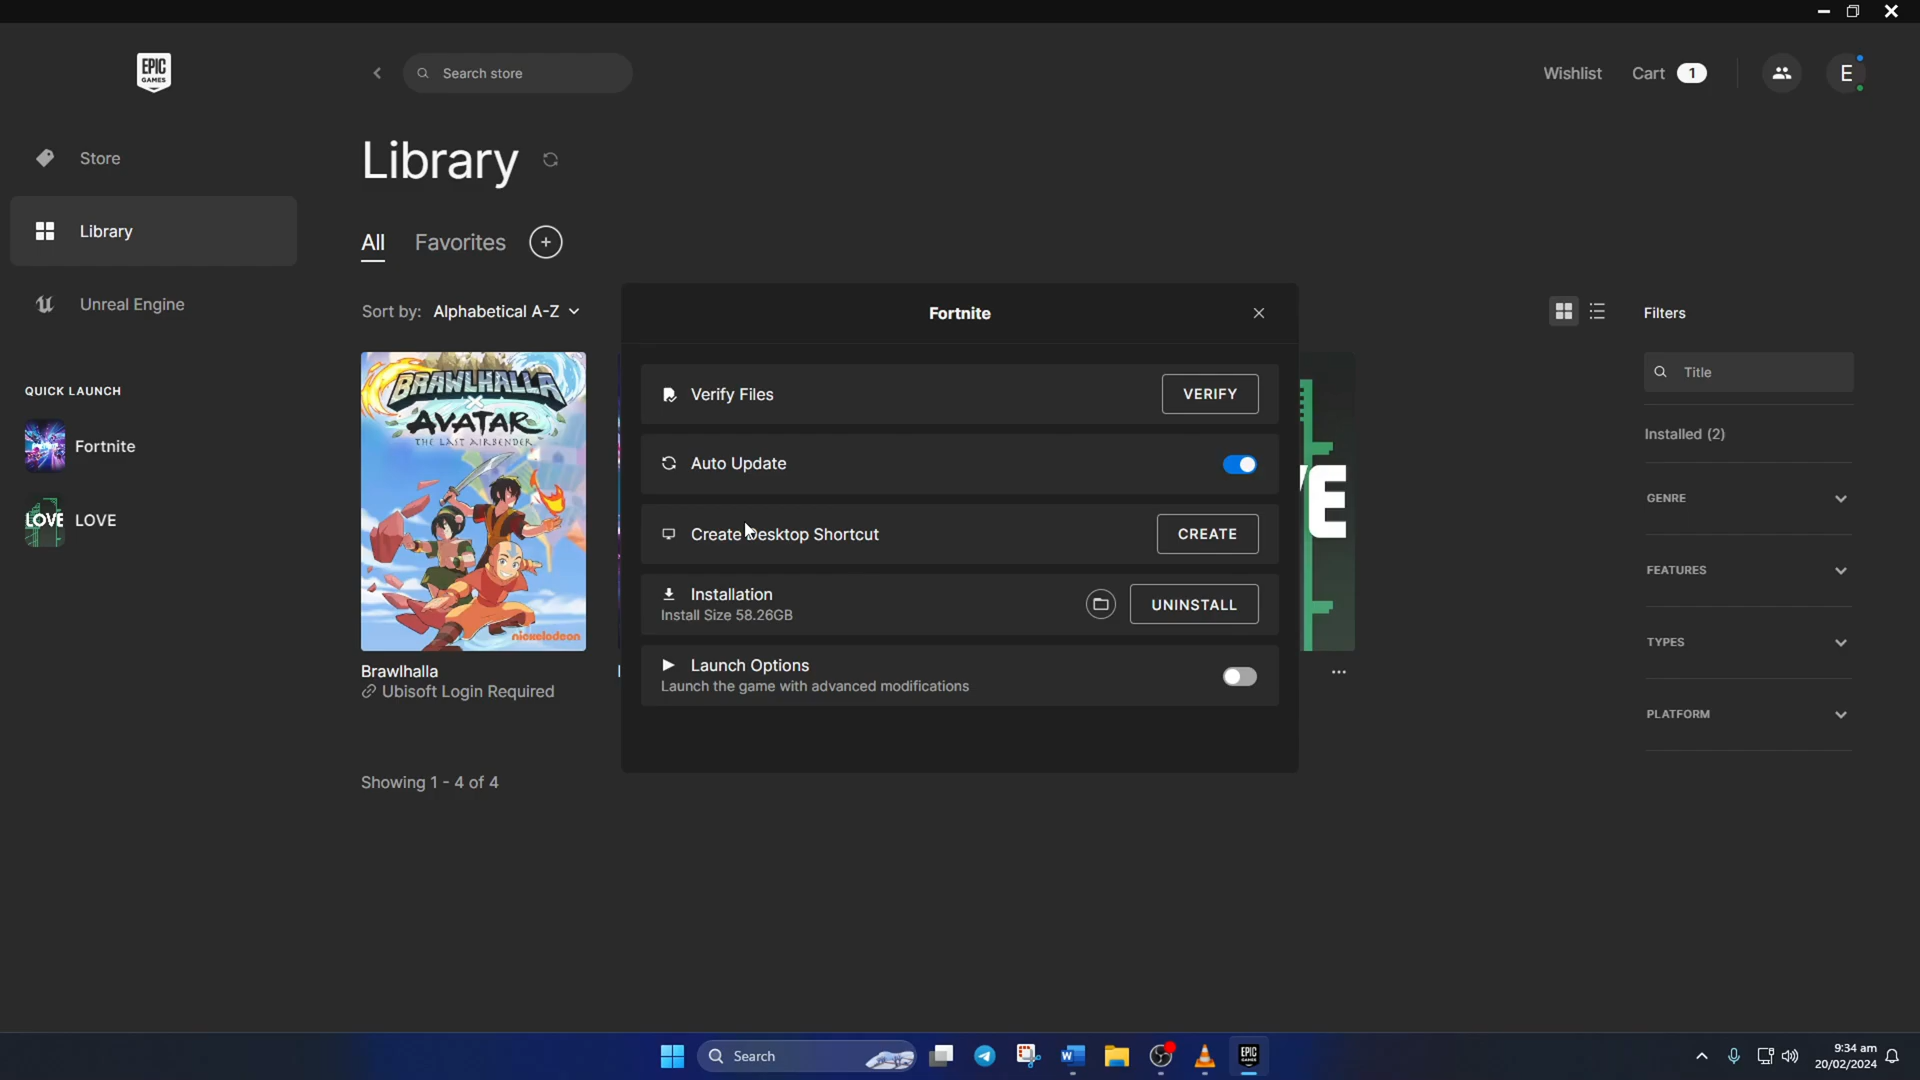 EPIC
GAMES
Search store
Wishlist
Cart 1
E
Store
Library
Unreal Engine
QUICK LAUNCH
Fortnite
LOVE LOVE
Library
All Favorites +
Sort by: Alphabetical A-Z
BRAWLHALLA
X
AVATAR
THE LAST AIRBENDER
nickelodeon
Brawlhalla
Ubisoft Login Required
Showing 1 - 4 of 4
Fortnite
Verify Files VERIFY
Auto Update
Create Desktop Shortcut CREATE
Installation
Install Size 58.26GB
UNINSTALL
Launch Options
Launch the game with advanced modifications
VE
...
Filters
Title
Installed (2)
GENRE
FEATURES
TYPES
PLATFORM
Search
EPIC
GAMES
9:34 am
20/02/2024